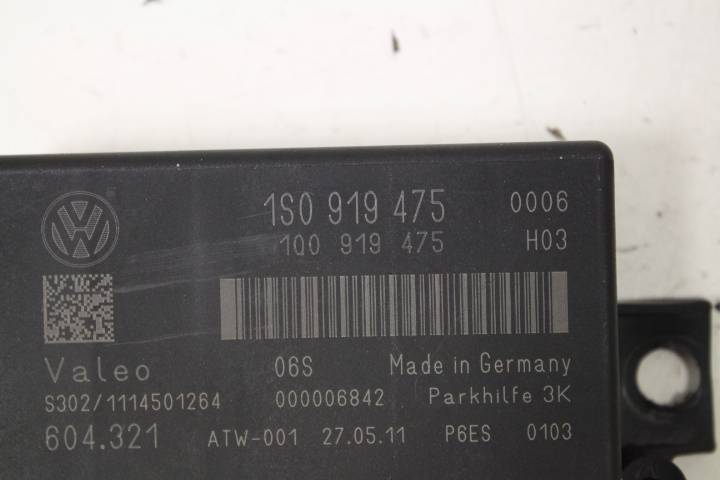 1S0 919 475 0006
1Q0 919 475 H03
Valeo 06S Made in Germany
S302/1114501264 000006842 Parkhilfe 3K
604.321 ATW-001 27.05.11 P6ES 0103